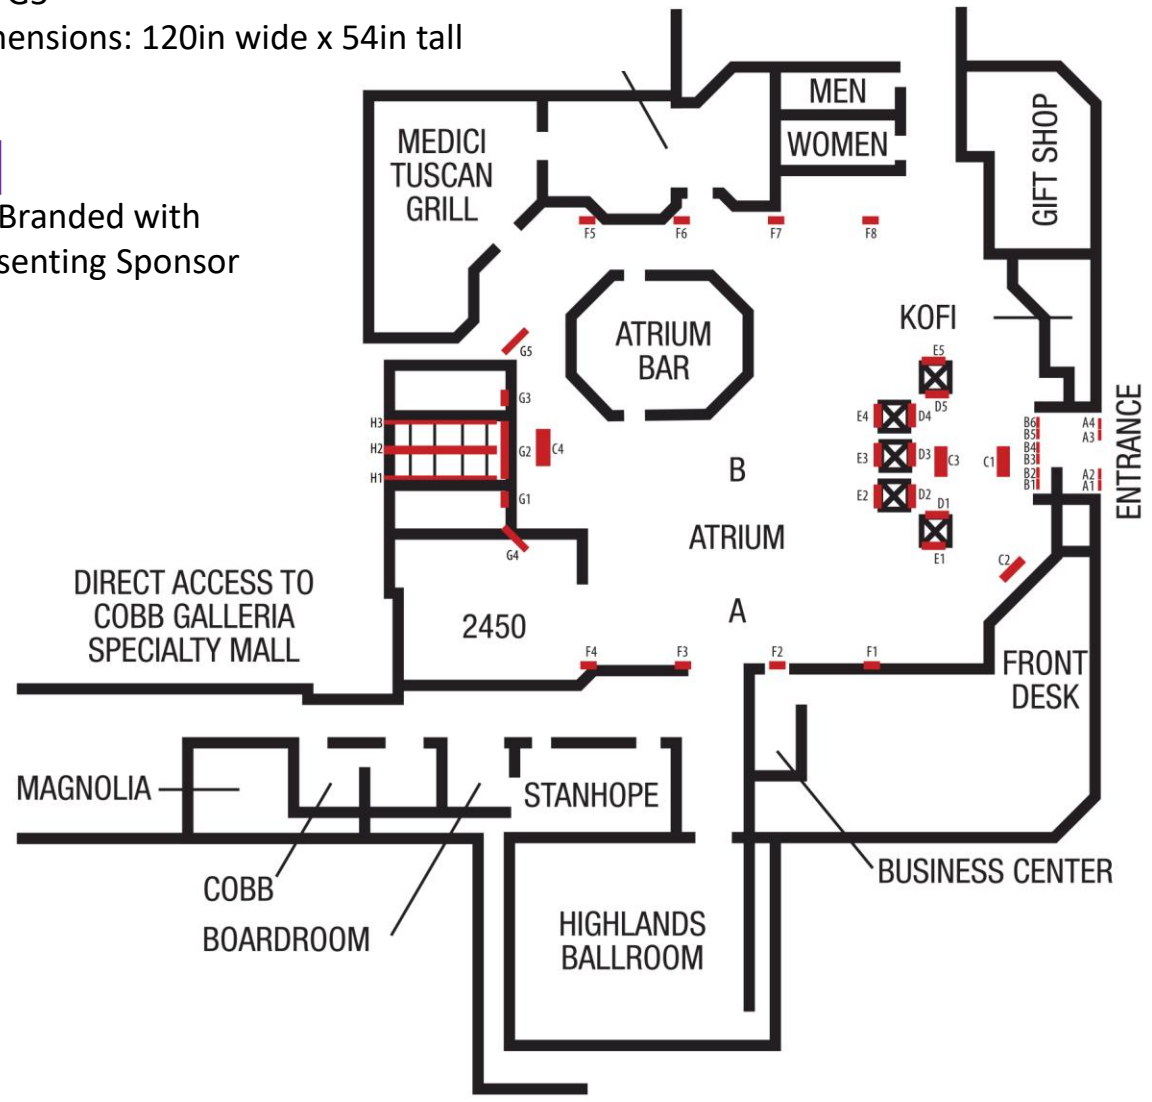 G5
mensions: 120in wide x 54in tall
Branded with
senting Sponsor
MEN
WOMEN
GIFT SHOP
MEDICI
TUSCAN
GRILL
F5
F6
F7
F8
KOFI
ATRIUM
BAR
G5
E5
D5
G3
E4
D4
H3
H2
H1
G2
C4
B
E3
D3
C3
C1
B6
B5
B4
B3
B2
B1
A4
A3
A2
A1
ENTRANCE
G1
E2
D2
D1
ATRIUM
G4
E1
C2
DIRECT ACCESS TO
COBB GALLERIA
SPECIALTY MALL
2450
A
F4
F3
F2
F1
FRONT
DESK
MAGNOLIA
STANHOPE
COBB
BOARDROOM
BUSINESS CENTER
HIGHLANDS
BALLROOM